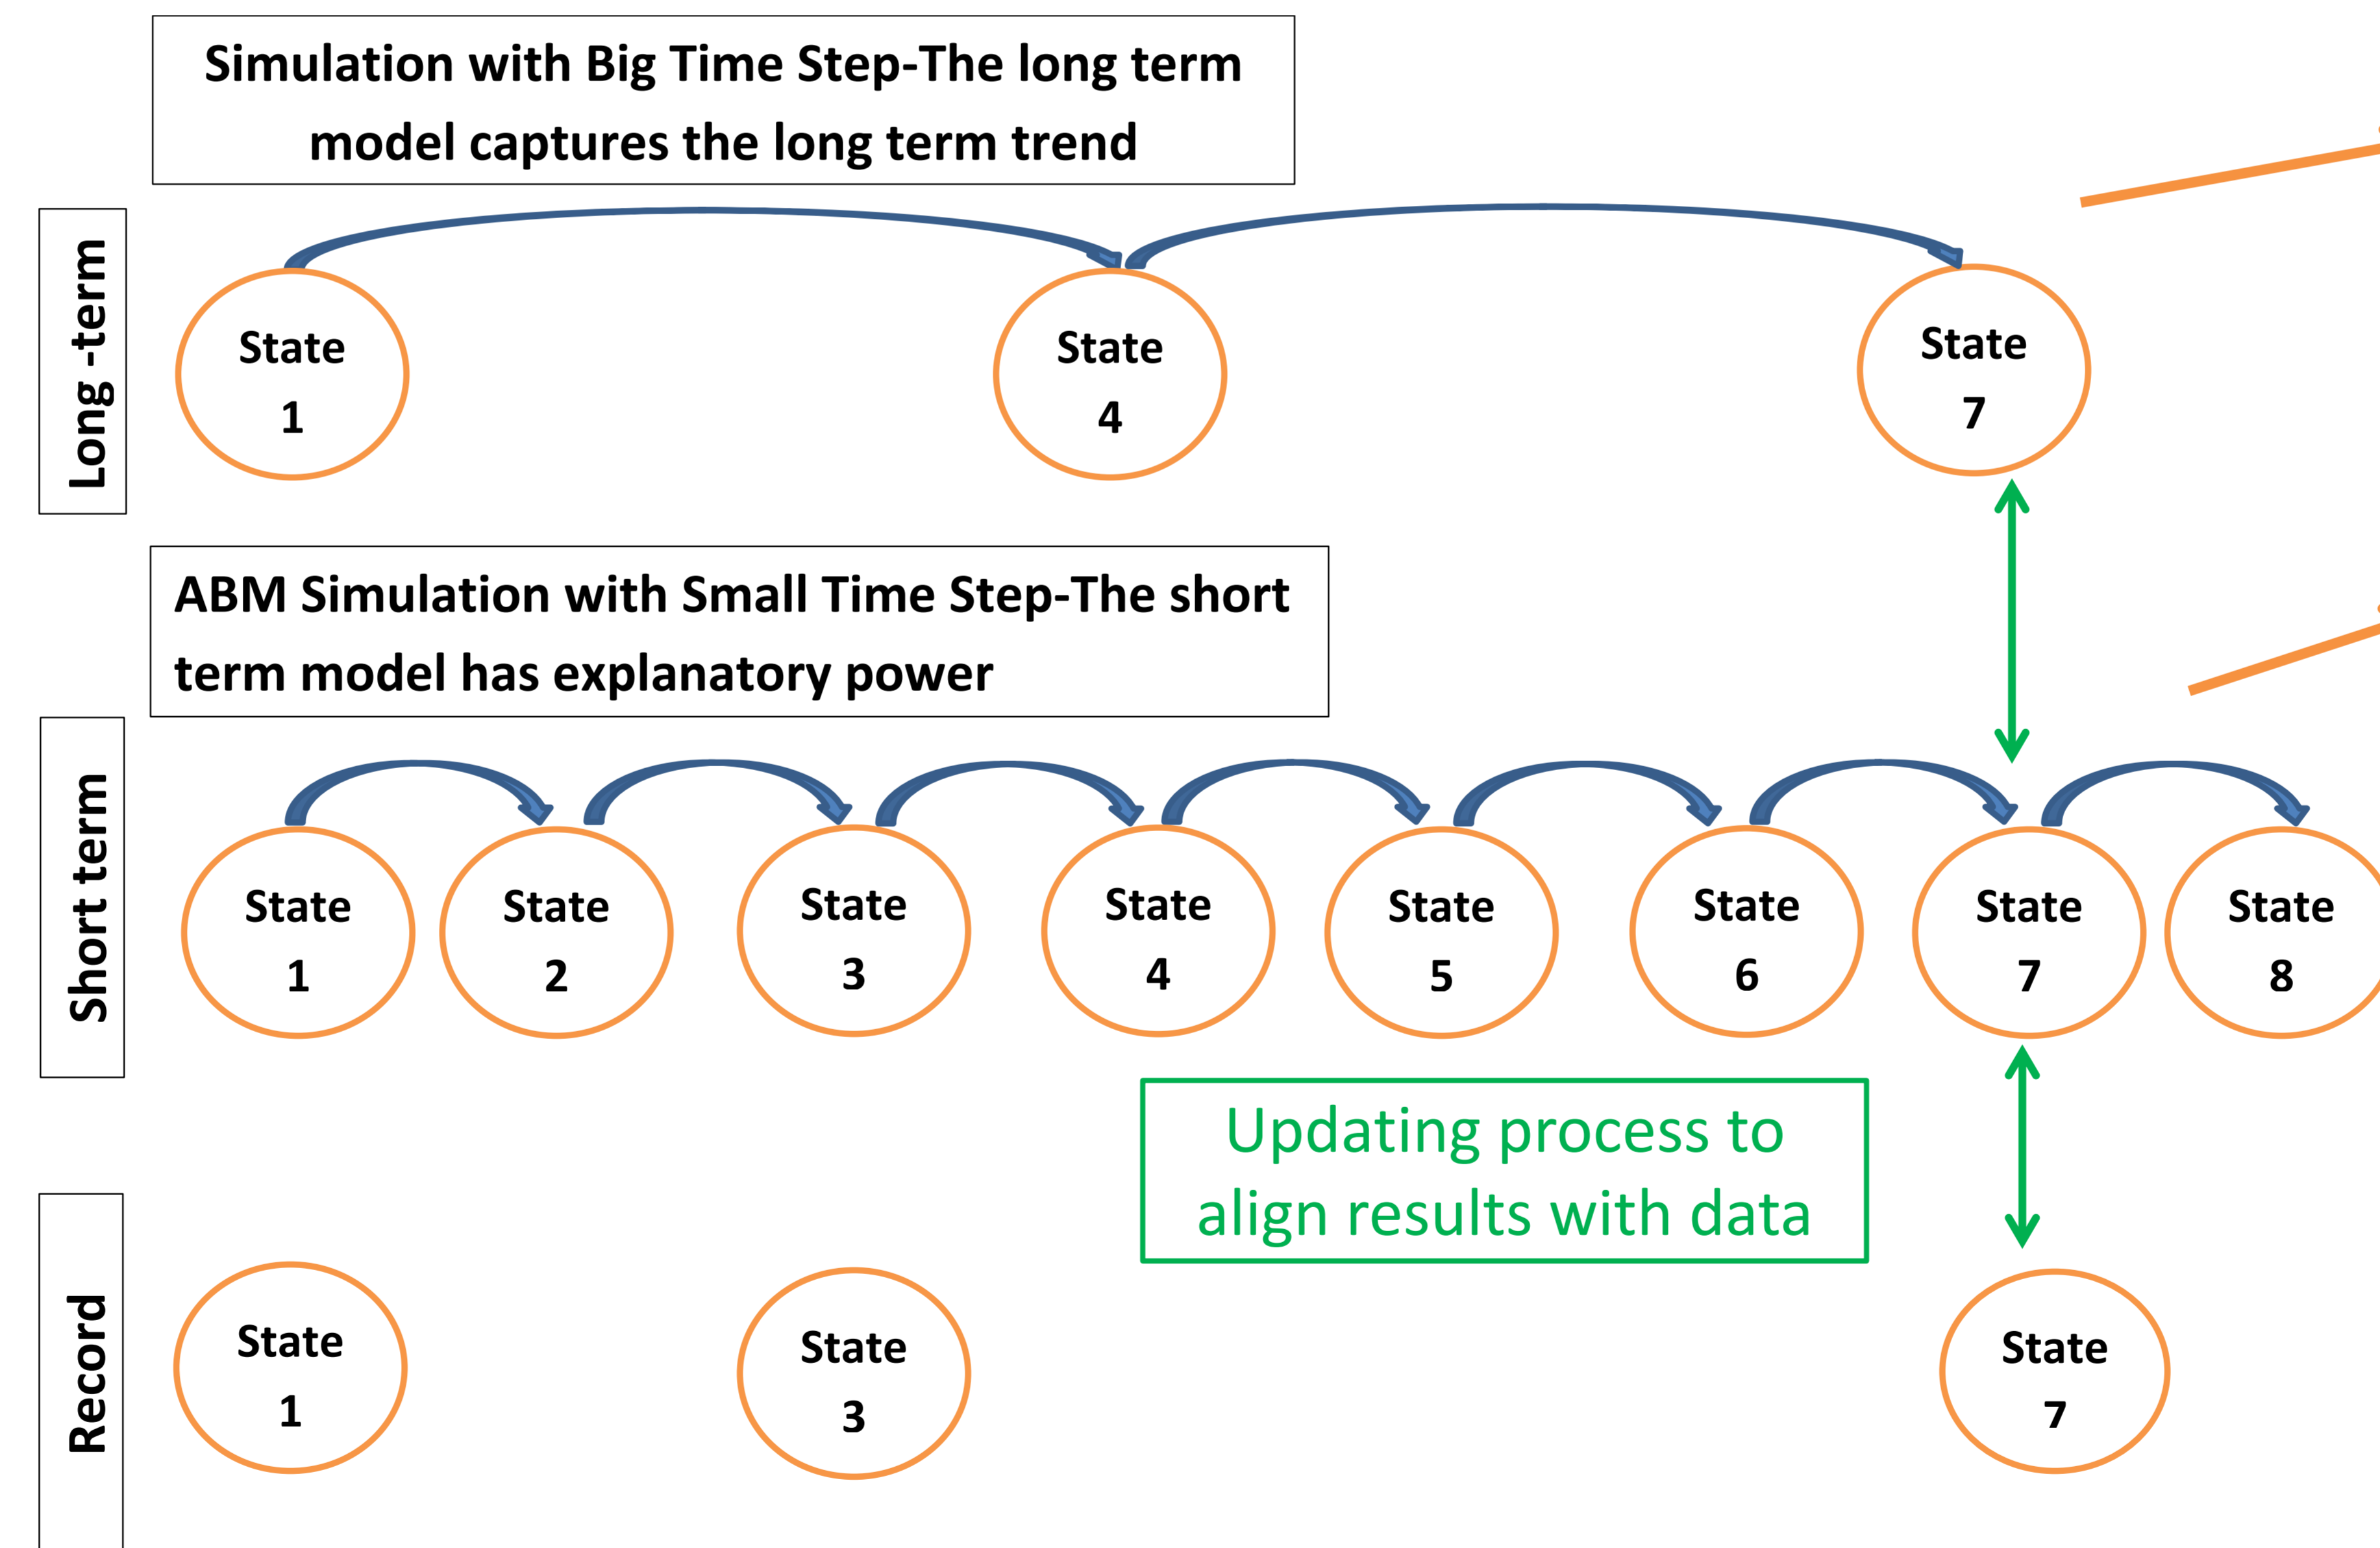 Simulation with Big Time Step-The long term
model captures the long term trend
Long -term
State
1
State
4
State
7
ABM Simulation with Small Time Step-The short
term model has explanatory power
Short term
State
1
State
2
State
3
State
4
State
5
State
6
State
7
State
8
Updating process to
align results with data
Record
State
1
State
3
State
7